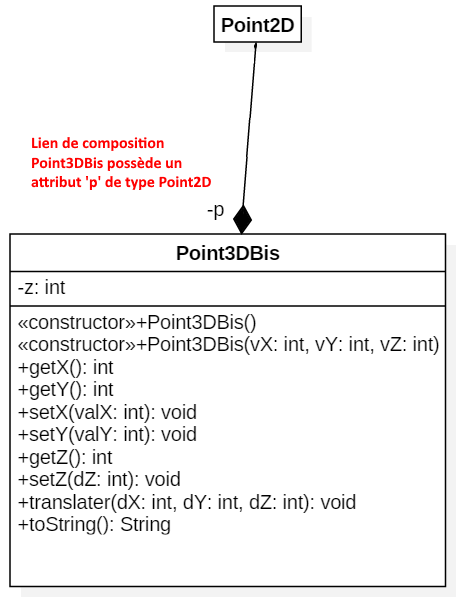 Point2D
Lien de composition
Point3DBis possède un
attribut 'p' de type Point2D
-p
Point3DBis
-z: int
«constructor»+Point3DBis()
«constructor»+Point3DBis(vX: int, vY: int, vZ: int)
+getX(): int
+getY(): int
+setX(valX: int): void
+setY(valY: int): void
+getZ(): int
+setZ(dZ: int): void
+translater(dX: int, dY: int, dZ: int): void
+toString(): String